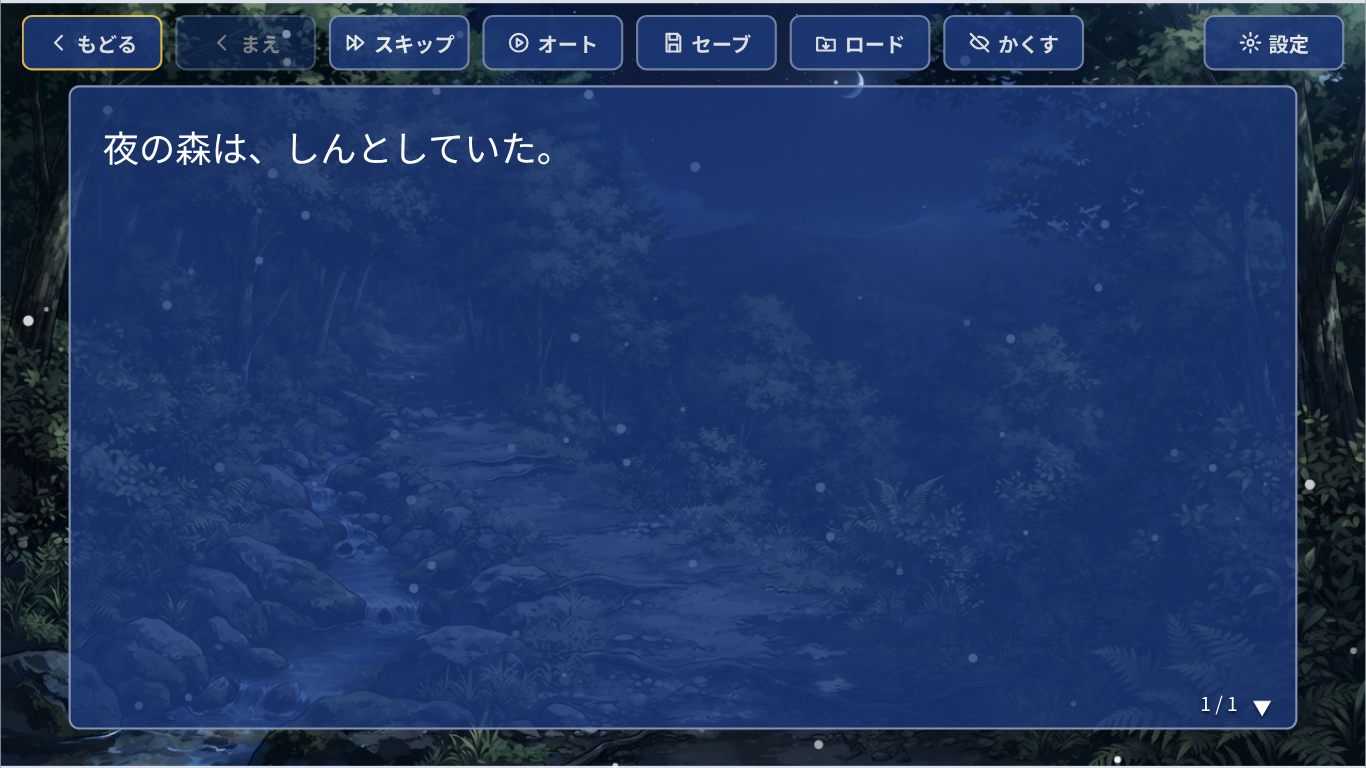 もどる
まえ
スキップ
オート
セーブ
ロード
かくす
設定
夜の森は、しんとしていた。
1/1